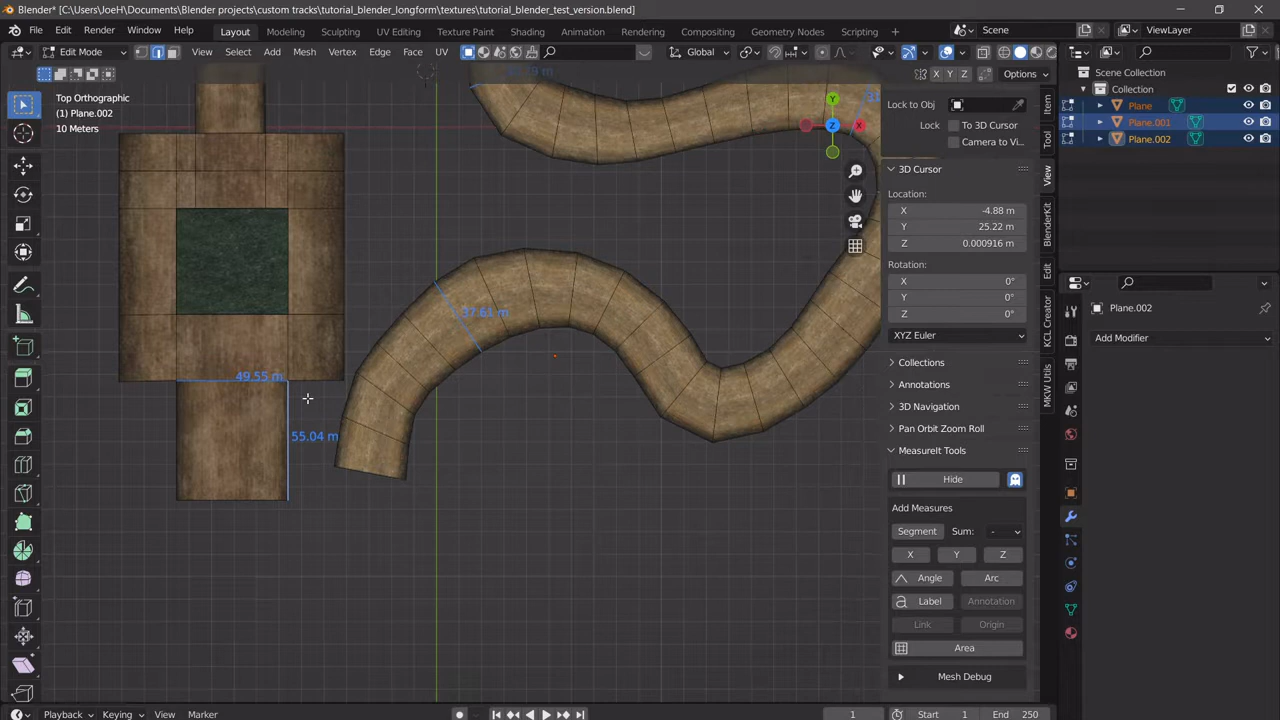 Blender* [C:\Users\JoeH\Documents\Blender projects\custom tracks\tutorial_blender_longform\textures\tutorial_blender_test_version.blend]
File Edit Render Window Help Layout Modeling Sculpting UV Editing Texture Paint Shading Animation Rendering Compositing Geometry Nodes Scripting Scene ViewLayer
Edit Mode View Select Add Mesh Vertex Edge Face UV Global
X Y Z Options
Top Orthographic
(1) Plane.002
10 Meters
Scene Collection
Collection
Plane
Plane.001
Plane.002
Y
Z
X
Lock to Obj
Lock To 3D Cursor
Camera to Vi...
3D Cursor
Location:
X -4.88 m
Y 25.22 m
Z 0.000916 m
Rotation:
X 0°
Y 0°
Z 0°
XYZ Euler
Collections
Annotations
3D Navigation
Pan Orbit Zoom Roll
MeasureIt Tools
Hide
Add Measures
Segment Sum: -
X Y Z
Angle Arc
Label Annotation
Link Origin
Area
Mesh Debug
Item
Tool
View
BlenderKit
Edit
KCL Creator
MKW Utils
Plane.002
Add Modifier
37.61 m
49.55 m
55.04 m
Playback Keying View Marker 1 Start 1 End 250